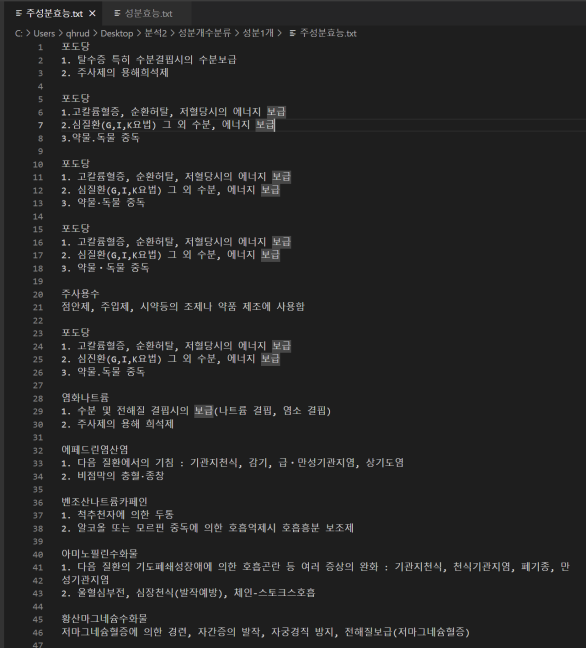 주성분효능.txt × 성분효능.txt
C: > Users > qhrud > Desktop > 분석2 > 성분개수분류 > 성분1개 > 주성분효능.txt
1 포도당
2 1. 탈수증 특히 수분결핍시의 수분보급
3 2. 주사제의 용해희석제
4
5 포도당
6 1.고칼륨혈증, 순환허탈, 저혈당시의 에너지 보급
7 2.심질환(G,I,K요법) 그 외 수분, 에너지 보급
8 3.약물.독물 중독
9
10 포도당
11 1. 고칼륨혈증, 순환허탈, 저혈당시의 에너지 보급
12 2. 심질환(G,I,K요법) 그 외 수분, 에너지 보급
13 3. 약물·독물 중독
14
15 포도당
16 1. 고칼륨혈증, 순환허탈, 저혈당시의 에너지 보급
17 2. 심질환(G,I,K요법) 그 외 수분, 에너지 보급
18 3. 약물・독물 중독
19
20 주사용수
21 점안제, 주입제, 시약등의 조제나 약품 제조에 사용합
22
23 포도당
24 1. 고칼륨혈증, 순환허탈, 저혈당시의 에너지 보급
25 2. 심진환(G,I,K요법) 그 외 수분, 에너지 보급
26 3. 약물.독물 중독
27
28 염화나트륨
29 1. 수분 및 전해질 결핍시의 보급(나트륨 결핍, 염소 결핍)
30 2. 주사제의 용해 희석제
31
32 에페드린염산염
33 1. 다음 질환에서의 기침 : 기관지천식, 감기, 급・만성기관지염, 상기도염
34 2. 비점막의 충혈·종창
35
36 벤조산나트륨카페인
37 1. 척추천자에 의한 두통
38 2. 알코올 또는 모르핀 중독에 의한 호흡억제시 호흡흥분 보조제
39
40 아미노필린수화물
41 1. 다음 질환의 기도폐쇄성장애에 의한 호흡곤란 등 여러 증상의 완화 : 기관지천식, 천식기관지염, 폐기종, 만
42 성기관지염
43 2. 울혈심부전, 심장천식(발작예방), 체인-스토크스호흡
44
45 황산마그네슘수화물
46 저마그네슘혈증에 의한 경련, 자간증의 발작, 자궁경직 방지, 전해질보급(저마그네슘혈증)
47